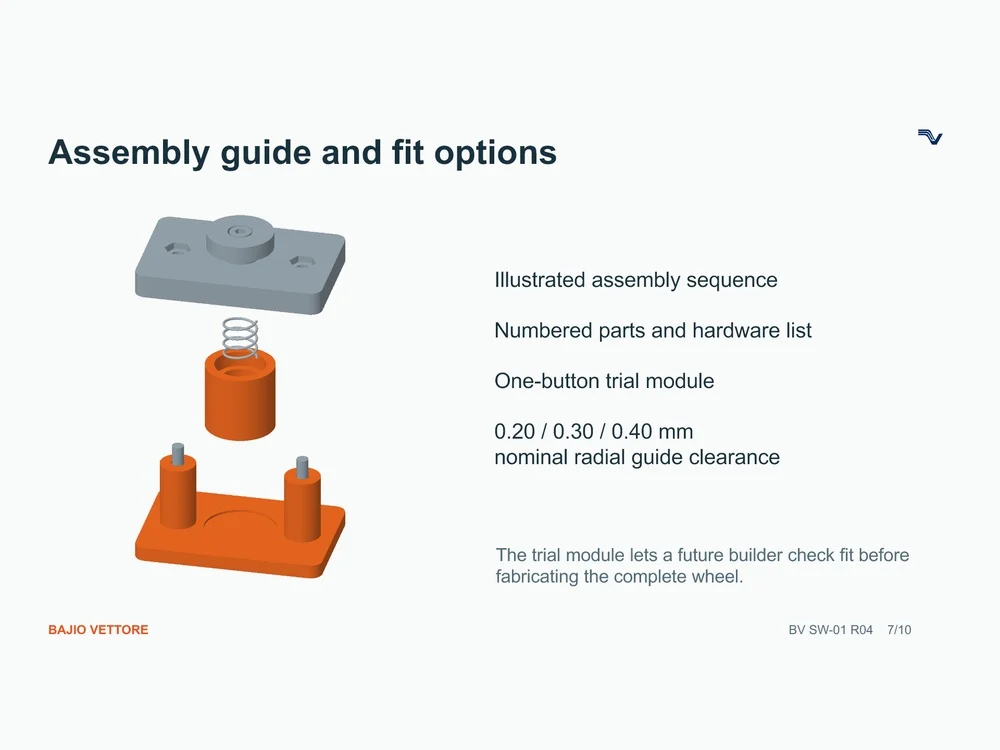 Assembly guide and fit options
Illustrated assembly sequence
Numbered parts and hardware list
One-button trial module
0.20 / 0.30 / 0.40 mm
nominal radial guide clearance
The trial module lets a future builder check fit before
fabricating the complete wheel.
BAJIO VETTORE
BV SW-01 R04 7/10